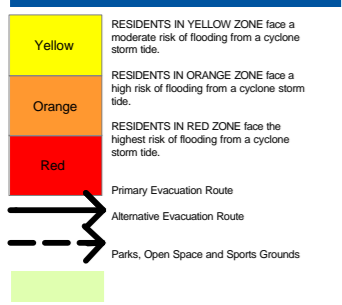 Yellow
RESIDENTS IN YELLOW ZONE face a
moderate risk of flooding from a cyclone
storm tide.
Orange
RESIDENTS IN ORANGE ZONE face a
high risk of flooding from a cyclone storm
tide.
Red
RESIDENTS IN RED ZONE face the
highest risk of flooding from a cyclone
storm tide.
Primary Evacuation Route
Alternative Evacuation Route
Parks, Open Space and Sports Grounds